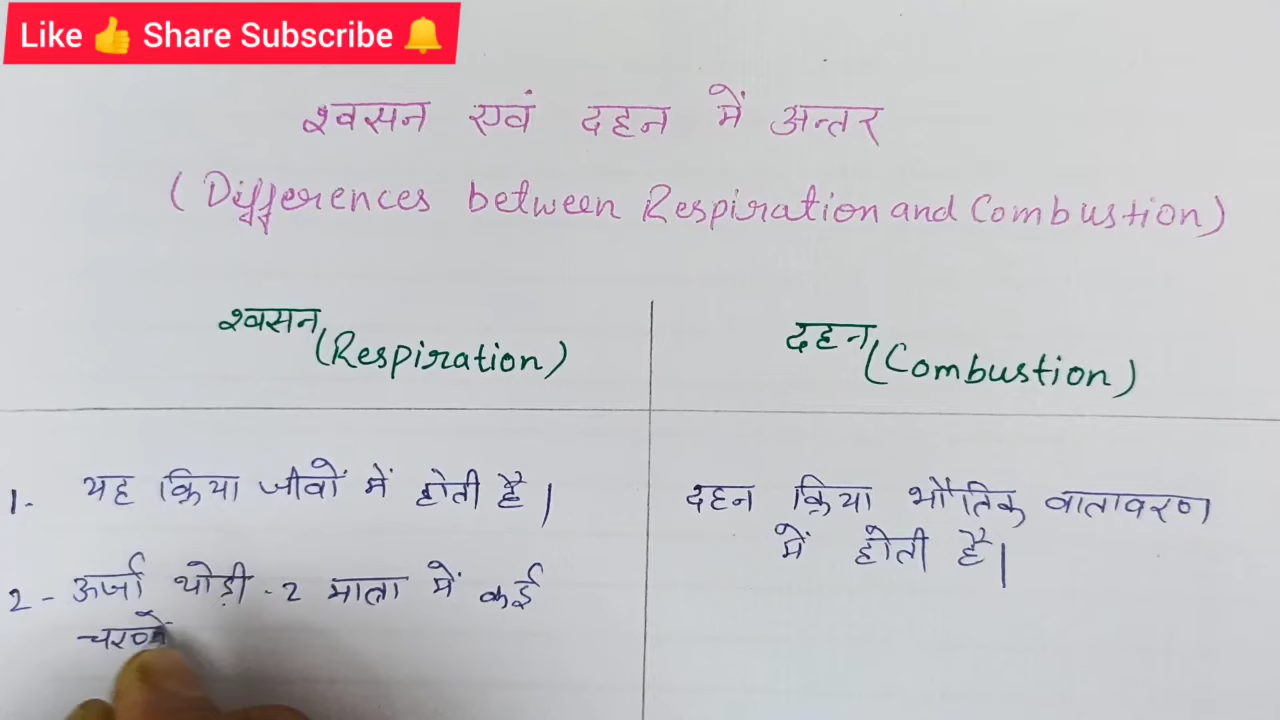 Like 👍 Share Subscribe 🔔
श्वसन एवं दहन में अन्तर
(Differences between Respiration and Combustion)
श्वसन (Respiration)
दहन (Combustion)
1. यह क्रिया जीवों में होती है।
दहन क्रिया भौतिक वातावरण
में होती है।
2- ऊर्जा थोड़ी-2 मात्रा में कई